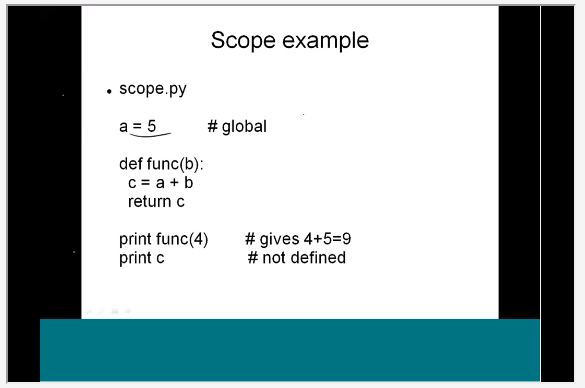 Scope example
• scope.py
a = 5 # global
def func(b):
c = a + b
return c
print func(4) # gives 4+5=9
print c # not defined